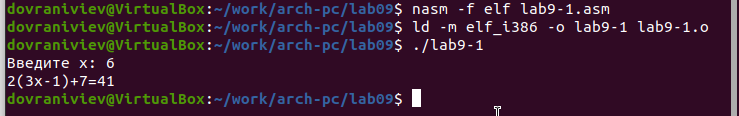 dovraniviev@VirtualBox:~/work/arch-pc/lab09$ nasm -f elf lab9-1.asm
dovraniviev@VirtualBox:~/work/arch-pc/lab09$ ld -m elf_i386 -o lab9-1 lab9-1.o
dovraniviev@VirtualBox:~/work/arch-pc/lab09$ ./lab9-1
Введите x: 6
2(3x-1)+7=41
dovraniviev@VirtualBox:~/work/arch-pc/lab09$